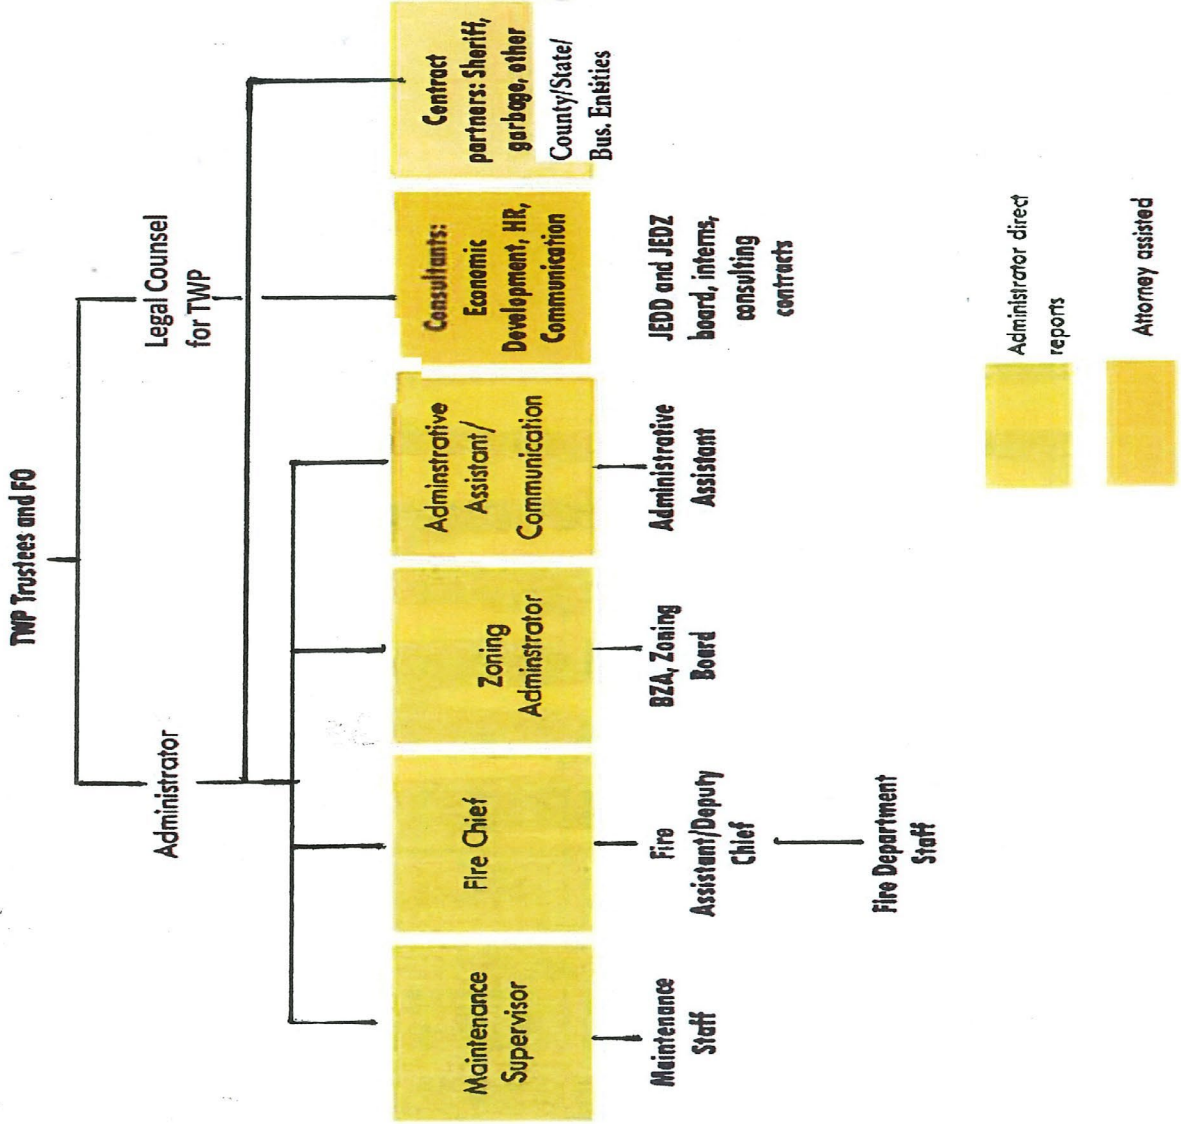 TWP Trustees and FO
Administrator
Legal Counsel
for TWP
Maintenance
Supervisor
Fire Chief
Zoning
Adminstrator
Adminstrative
Assistant/
Communication
Consultants:
Economic
Development, HR,
Communication
Contract
partners: Sheriff,
garbage, other
County/State/
Bus. Entities
Maintenance
Staff
Fire
Assistant/Deputy
Chief
BZA, Zoning
Board
Administrative
Assistant
JEDD and JEDZ
board, interns,
consulting
contracts
Fire Department
Staff
Administrator direct
reports
Attorney assisted